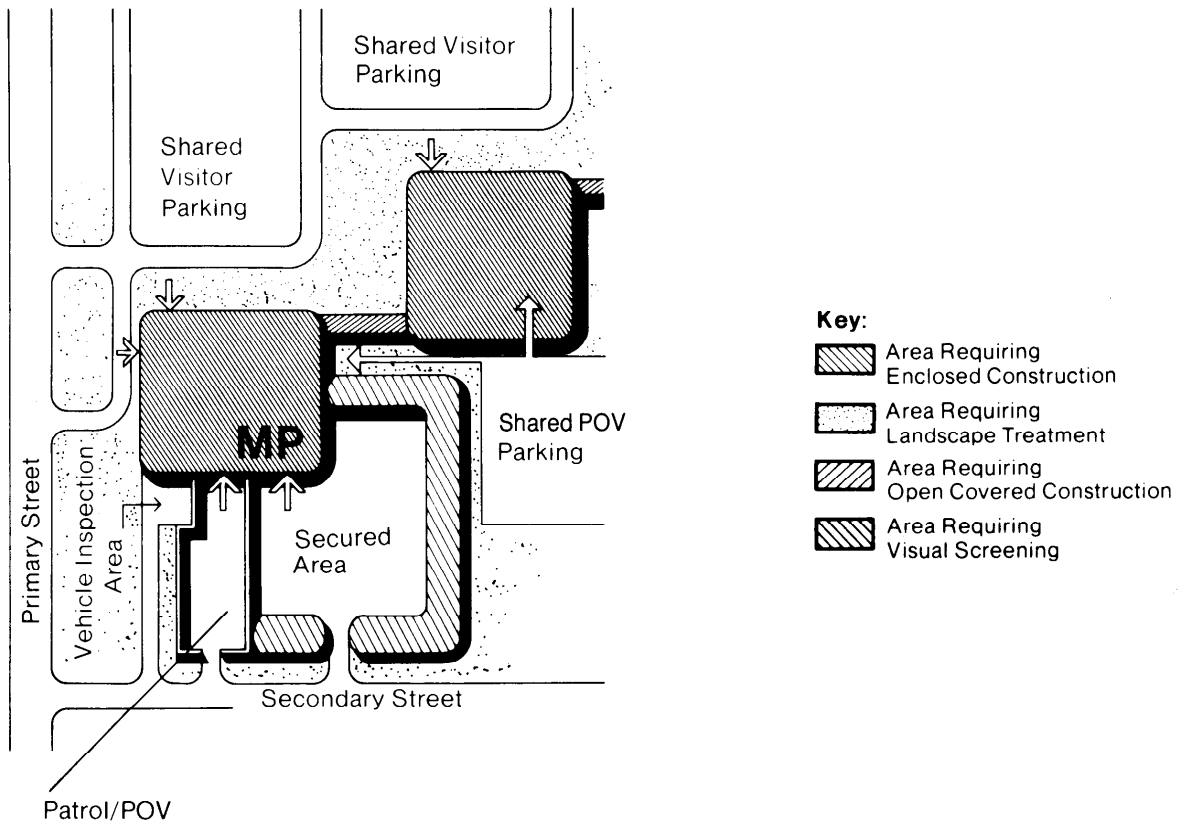 Shared Visitor
Parking
Shared
Visitor
Parking
MP
Shared POV
Parking
Secured
Area
Primary Street
Vehicle Inspection
Area
Secondary Street
Patrol/POV
Key:
Area Requiring
Enclosed Construction
Area Requiring
Landscape Treatment
Area Requiring
Open Covered Construction
Area Requiring
Visual Screening